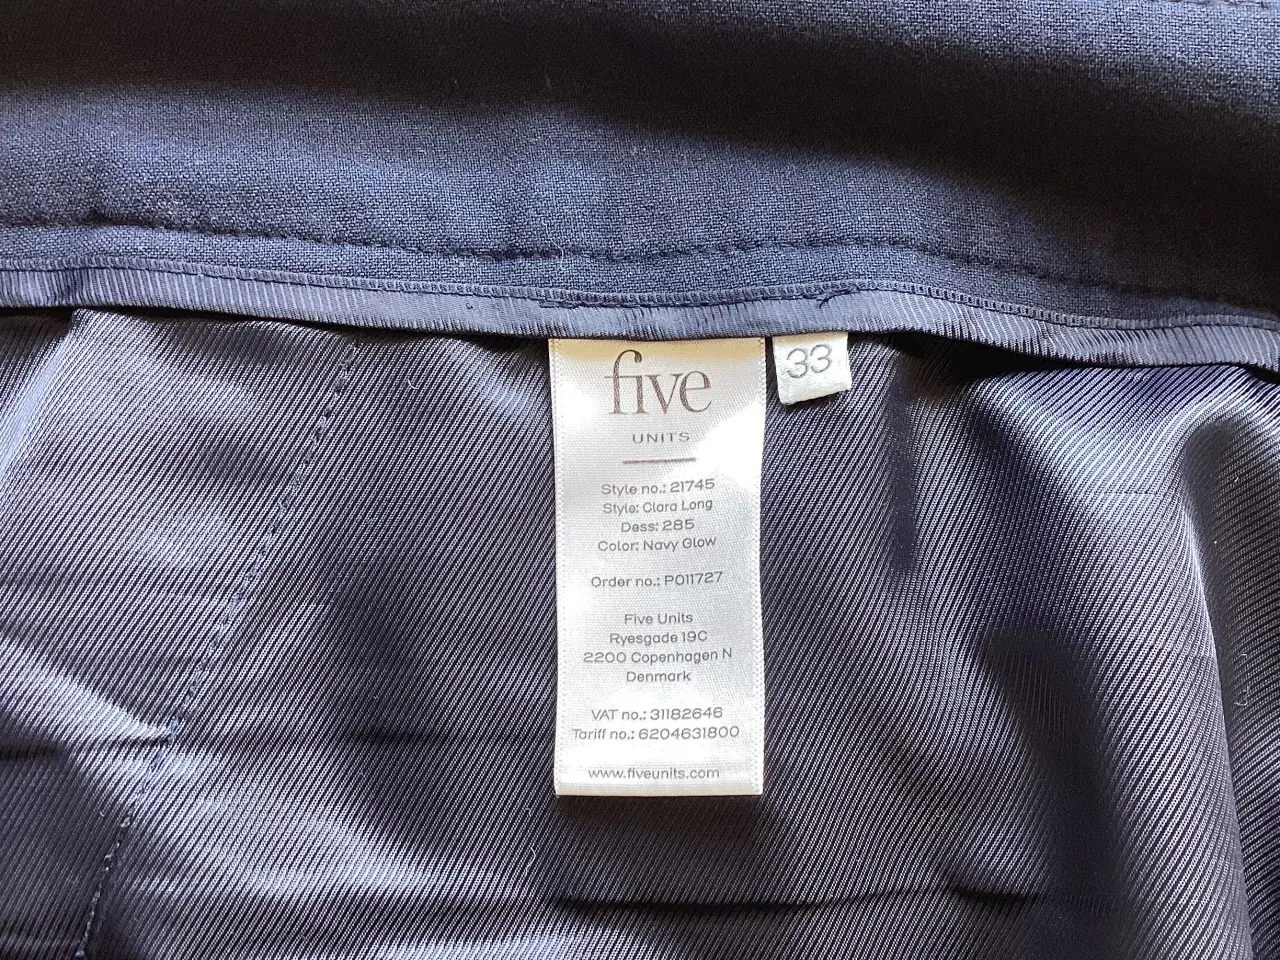 five
UNITS
33
Style no.: 21745
Style: Clara Long
Dess: 285
Color: Navy Glow
Order no.: PO11727
Five Units
Ryesgade 19C
2200 Copenhagen N
Denmark
VAT no.: 31182646
Tariff no.: 6204631800
www.fiveunits.com